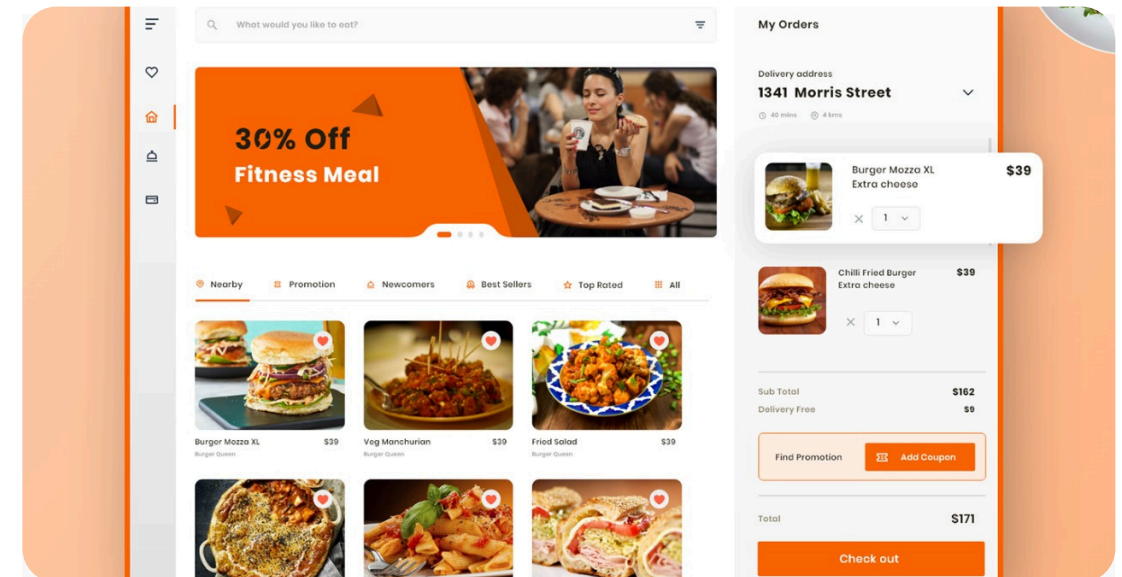 What would you like to eat?
30% Off
Fitness Meal
Nearby
Promotion
Newcomers
Best Sellers
Top Rated
All
Burger Mozza XL
$39
Burger Queen
Veg Manchurian
$39
Burger Queen
Fried Salad
$39
Burger Queen
My Orders
Delivery address
1341 Morris Street
40 mins
4 kms
Burger Mozza XL
$39
Extra cheese
1
Chilli Fried Burger
$39
Extra cheese
1
Sub Total
$162
Delivery Free
$9
Find Promotion
Add Coupon
Total
$171
Check out